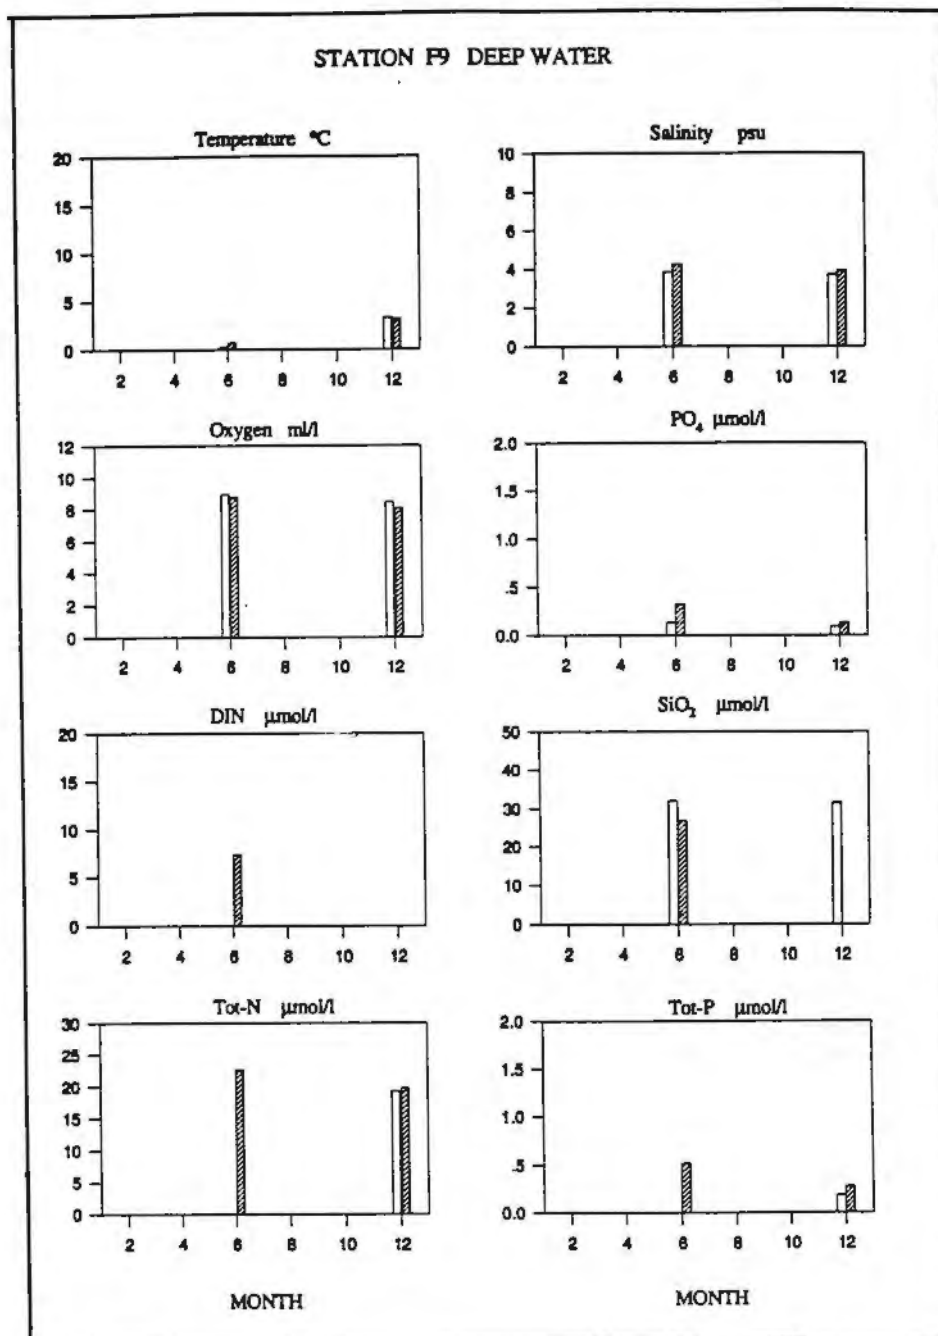 STATION F9 DEEP WATER
Temperature °C
20
15
10
5
0
2 4 6 8 10 12
Salinity psu
10
8
6
4
2
0
2 4 6 8 10 12
Oxygen ml/l
12
10
8
6
4
2
0
2 4 6 8 10 12
PO₄ µmol/l
2.0
1.5
1.0
.5
0.0
2 4 6 8 10 12
DIN µmol/l
20
15
10
5
0
2 4 6 8 10 12
SiO₂ µmol/l
50
40
30
20
10
0
2 4 6 8 10 12
Tot-N µmol/l
30
25
20
15
10
5
0
2 4 6 8 10 12
MONTH
Tot-P µmol/l
2.0
1.5
1.0
.5
0.0
2 4 6 8 10 12
MONTH